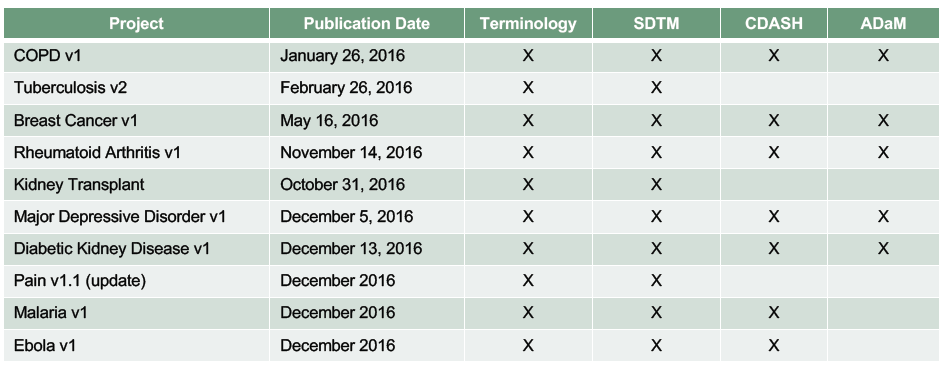 Project Publication Date Terminology SDTM CDASH ADaM
COPD v1 January 26, 2016 X X X X
Tuberculosis v2 February 26, 2016 X X
Breast Cancer v1 May 16, 2016 X X X X
Rheumatoid Arthritis v1 November 14, 2016 X X X X
Kidney Transplant October 31, 2016 X X
Major Depressive Disorder v1 December 5, 2016 X X X X
Diabetic Kidney Disease v1 December 13, 2016 X X X X
Pain v1.1 (update) December 2016 X X
Malaria v1 December 2016 X X X
Ebola v1 December 2016 X X X